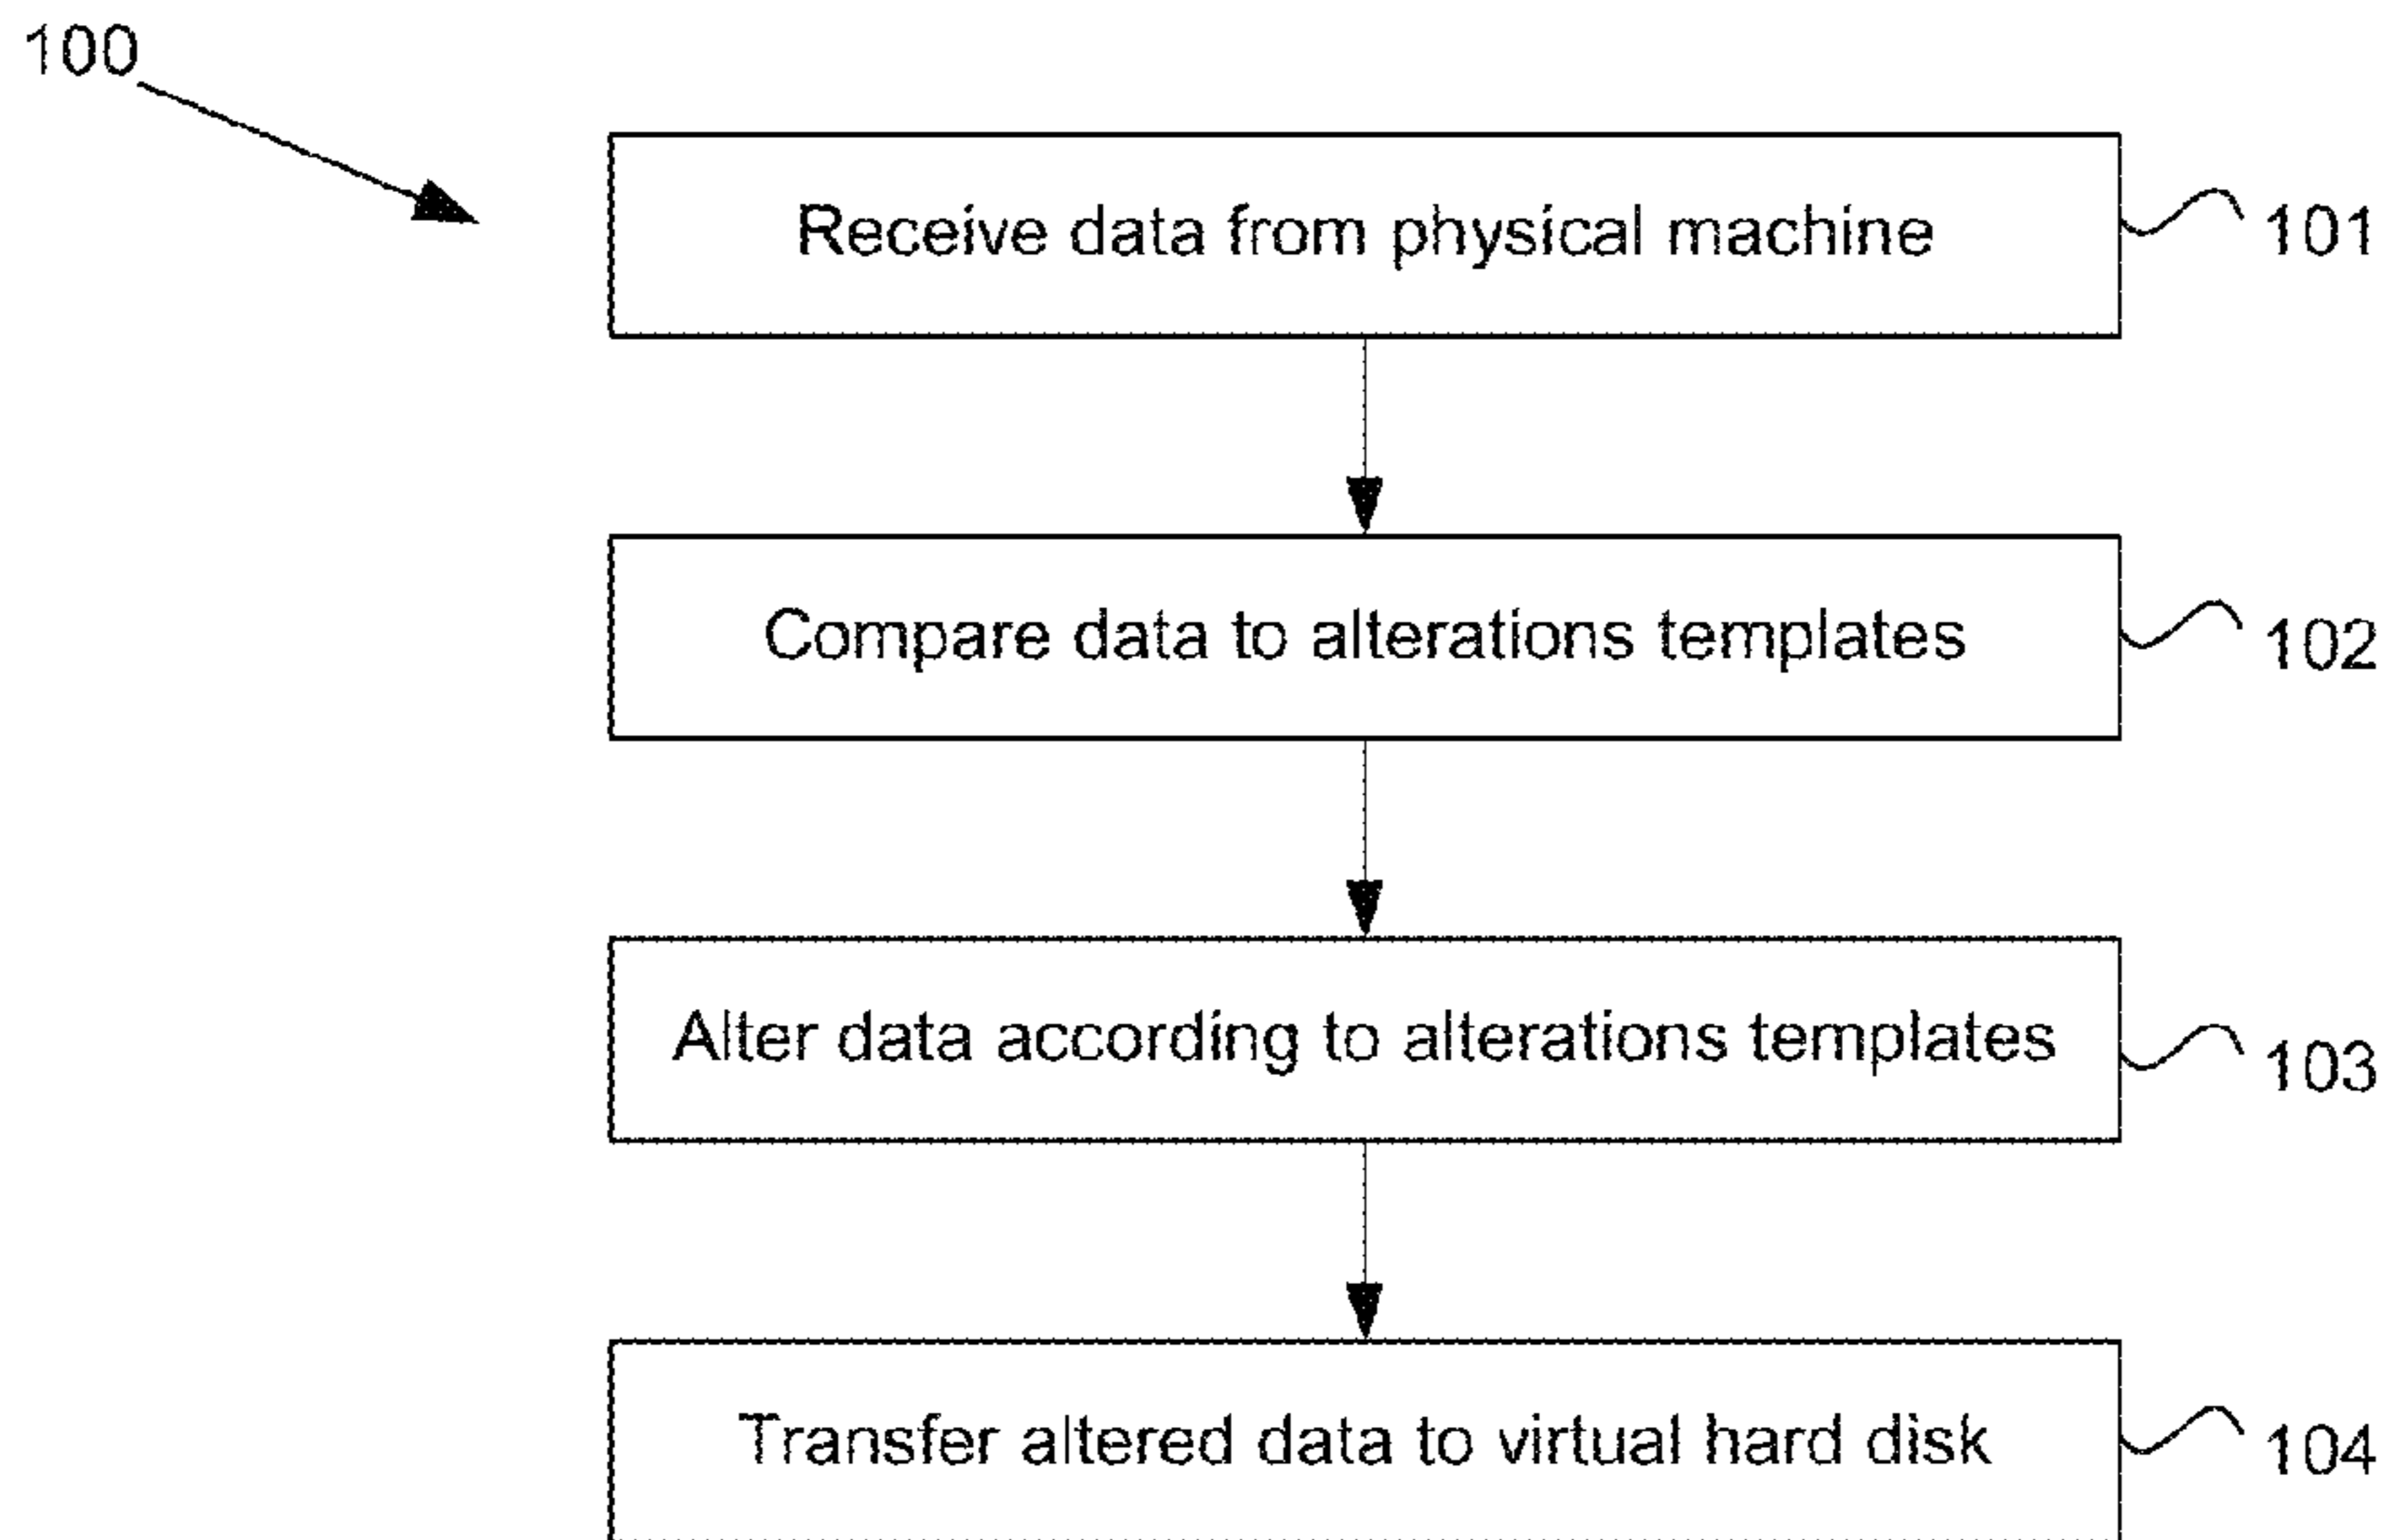 100
Receive data from physical machine
101
Compare data to alterations templates
102
Alter data according to alterations templates
103
Transfer altered data to virtual hard disk
104